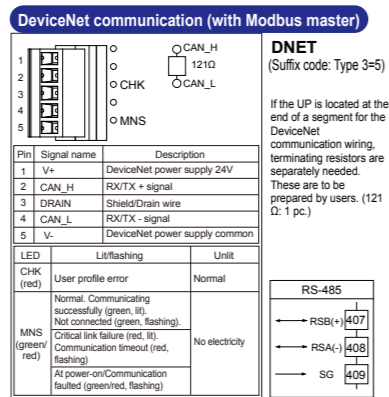 DeviceNet communication (with Modbus master)
1
2
3
4
5
CHK
MNS
CAN_H
121Ω
CAN_L
DNET
(Suffix code: Type 3=5)
If the UP is located at the
end of a segment for the
DeviceNet
communication wiring,
terminating resistors are
separately needed.
These are to be
prepared by users. (121
Ω: 1 pc.)
Pin Signal name Description
1 V+ DeviceNet power supply 24V
2 CAN_H RX/TX + signal
3 DRAIN Shield/Drain wire
4 CAN_L RX/TX - signal
5 V- DeviceNet power supply common
LED Lit/flashing Unlit
CHK
(red)
User profile error
Normal
MNS
(green/
red)
Normal. Communicating
successfully (green, lit).
Not connected (green, flashing).
Critical link failure (red, lit).
Communication timeout (red,
flashing)
At power-on/Communication
faulted (green/red, flashing)
No electricity
RS-485
RSB(+) 407
RSA(-) 408
SG 409